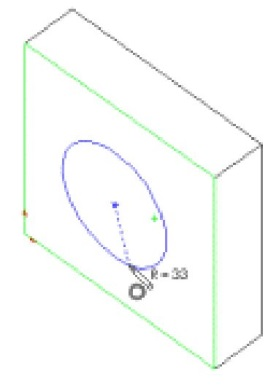 R = 33